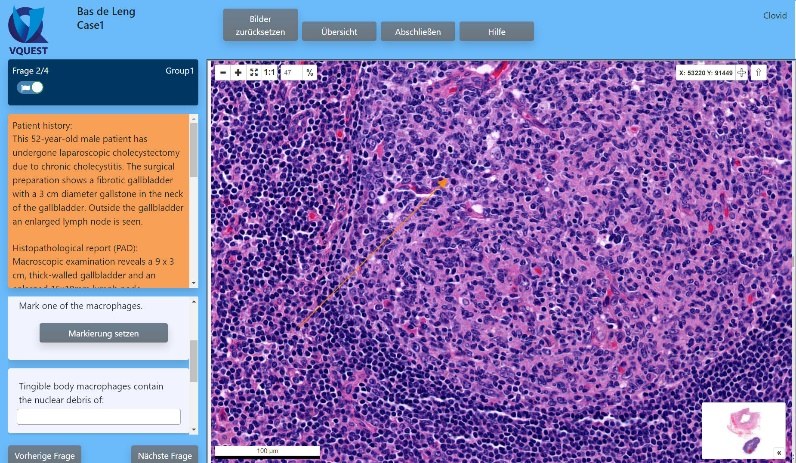 VQUEST
Bas de Leng
Case1
Bilder
zurücksetzen
Übersicht
Abschließen
Hilfe
Clovid
Frage 2/4
Group1
Patient history:
This 52-year-old male patient has
undergone laparoscopic cholecystectomy
due to chronic cholecystitis. The surgical
preparation shows a fibrotic gallbladder
with a 3 cm diameter gallstone in the neck
of the gallbladder. Outside the gallbladder
an enlarged lymph node is seen.
Histopathological report (PAD):
Macroscopic examination reveals a 9 x 3
cm, thick-walled gallbladder and an
Mark one of the macrophages.
Markierung setzen
Tingible body macrophages contain
the nuclear debris of:
Vorherige Frage
Nächste Frage
1:1
47
%
X: 53220 Y: 91449
100 µm
«